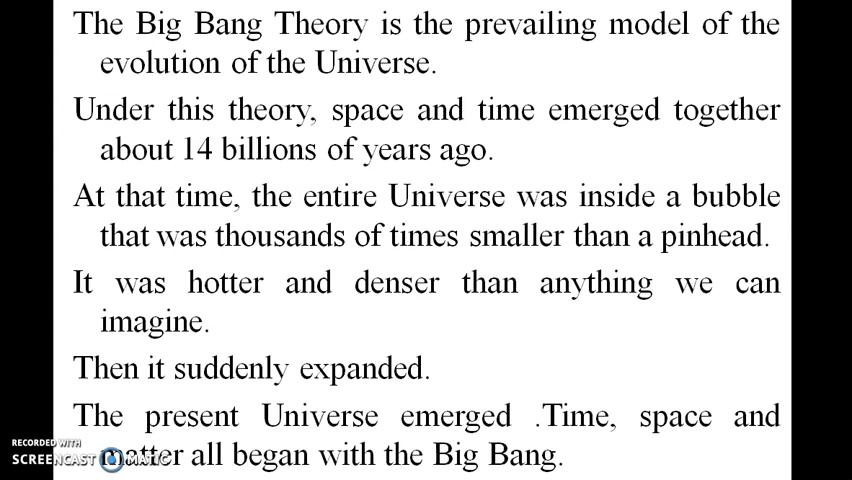 The Big Bang Theory is the prevailing model of the
evolution of the Universe.
Under this theory, space and time emerged together
about 14 billions of years ago.
At that time, the entire Universe was inside a bubble
that was thousands of times smaller than a pinhead.
It was hotter and denser than anything we can
imagine.
Then it suddenly expanded.
The present Universe emerged .Time, space and
matter all began with the Big Bang.
RECORDED WITH
SCREENCAST MATIC